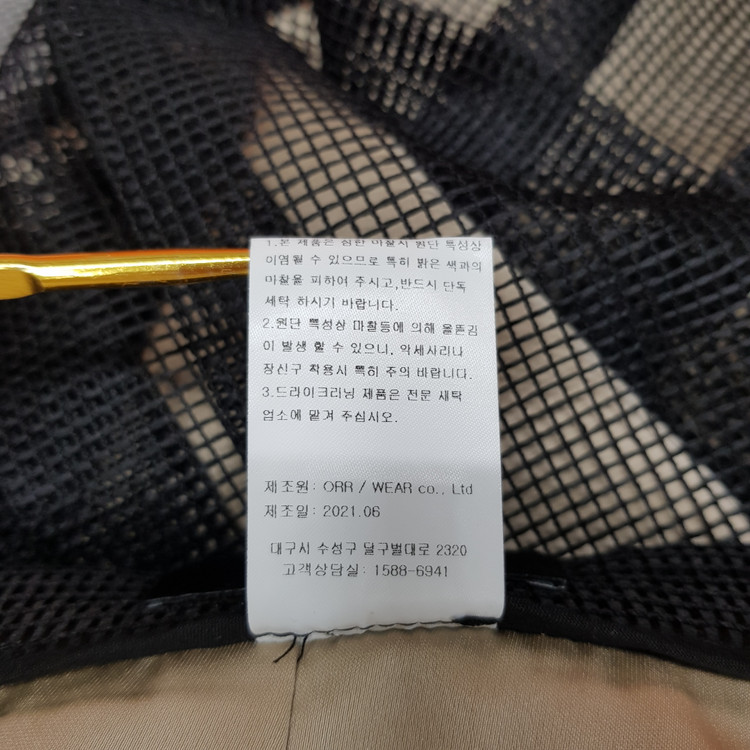 1.본 제품은 심한 마찰시 원단 특성상
이염될 수 있으므로 특히 밝은 색과의
마찰을 피하여 주시고,반드시 단독
세탁 하시기 바랍니다.
2.원단 특성상 마찰등에 의해 올뜯김
이 발생 할 수 있으니, 악세사리나
장신구 착용시 특히 주의 바랍니다.
3.드라이크리닝 제품은 전문 새탁
업소에 맡겨 주십시오.
제조원: ORR / WEAR co., Ltd
제조일: 2021.06
대구시 수성구 달구벌대로 2320
고객상담실: 1588-6941